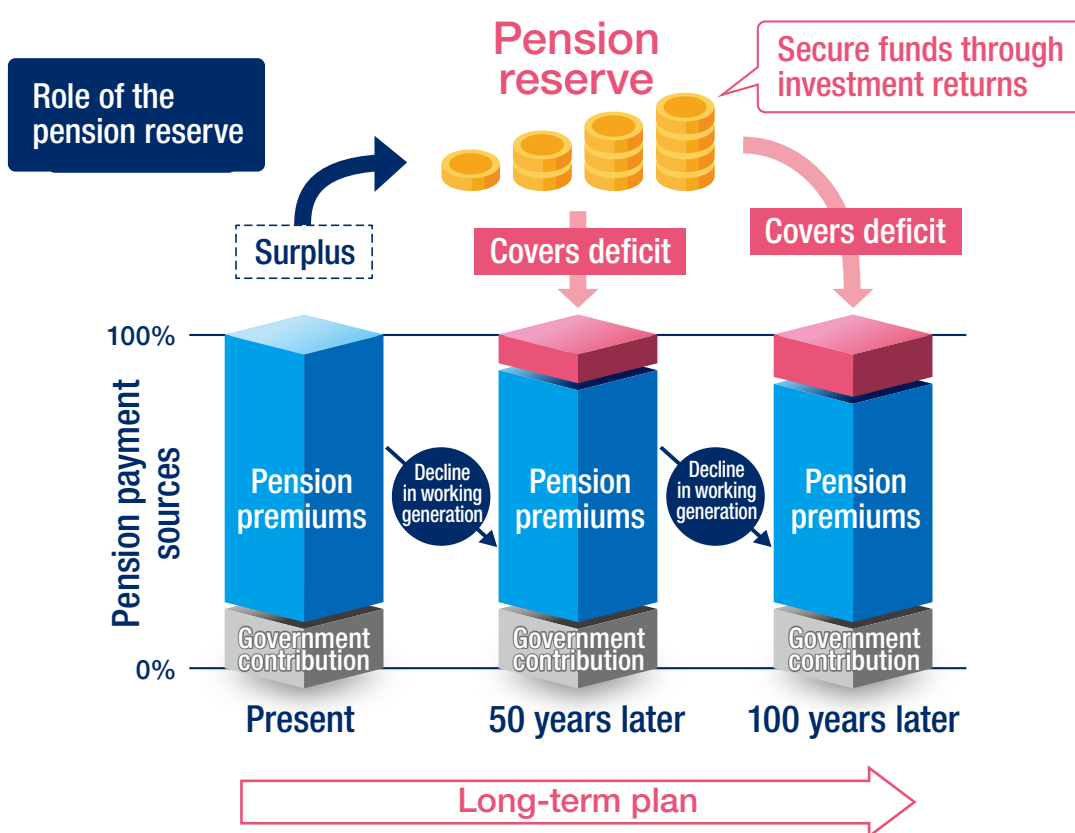 Role of the
pension reserve
Pension
reserve
Secure funds through
investment returns
Surplus
Covers deficit
Covers deficit
Pension payment
sources
100%
0%
Pension
premiums
Government
contribution
Decline
in working
generation
Pension
premiums
Government
contribution
Decline
in working
generation
Pension
premiums
Government
contribution
Present
50 years later
100 years later
Long-term plan